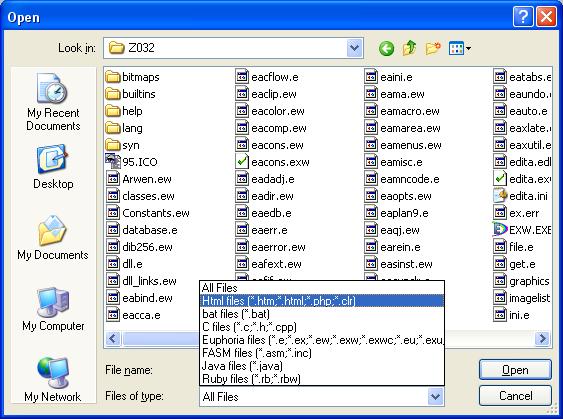 Open
Look in: Z032
My Recent
Documents
Desktop
My Documents
My Computer
My Network
bitmaps
builtins
help
lang
syn
95.ICO
Arwen.ew
classes.ew
Constants.ew
database.e
dib256.ew
dll.e
dll_links.ew
eabind.ew
eacca.e
eacflow.e
eaclip.ew
eacolor.ew
eacomp.ew
eacons.ew
eacons.exw
eadadj.e
eadict.ew
eaedb.e
eaerr.e
eaerror.ew
eafext.ew
eaini.e
eama.ew
eamacro.ew
eamarea.ew
eamenus.ew
eamisc.e
eamncode.e
eaopts.ew
eaplan9.e
eaqj.ew
earein.e
easinst.ew
eatabs.e
eaundo.e
eauto.e
eaxlate.e
eaxutil.e
edita.edb
edita.exw
edita.ini
ex.err
EXW.EXE
file.e
get.e
graphics
imagelist
ini.e
All Files
Html files (*.htm;*.html;*.php;*.clr)
bat files (*.bat)
C files (*.c;*.h;*.cpp)
Euphoria files (*.e;*.ex;*.ew;*.exw;*.exwc;*.eu;*.exu,
FASM files (*.asm;*.inc)
Java files (*.java)
Ruby files (*.rb;*.rbw)
File name:
Open
Files of type: All Files
Cancel